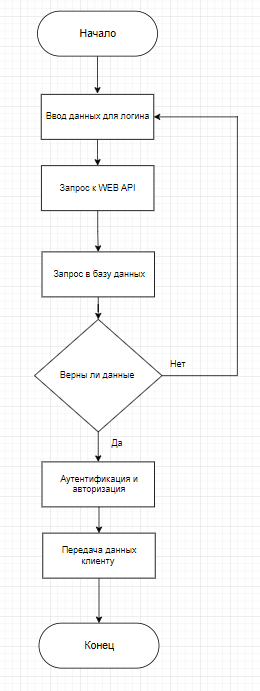 Начало
Ввод данных для логина
Запрос к WEB API
Запрос в базу данных
Верны ли данные
Нет
Да
Аутентификация и
авторизация
Передача данных
клиенту
Конец